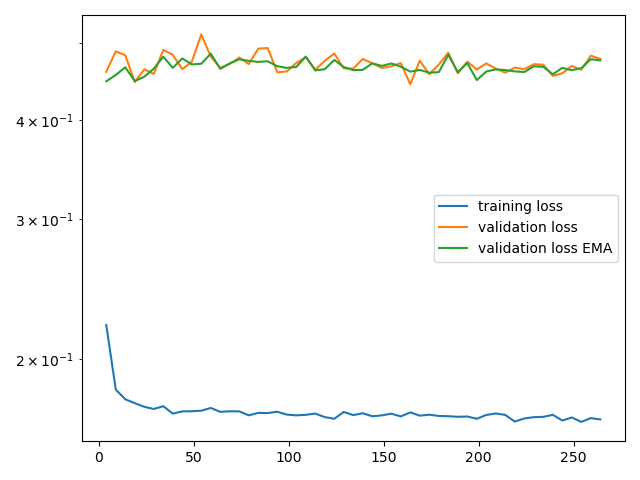 4 × 10⁻¹
3 × 10⁻¹
2 × 10⁻¹
training loss
validation loss
validation loss EMA
0 50 100 150 200 250